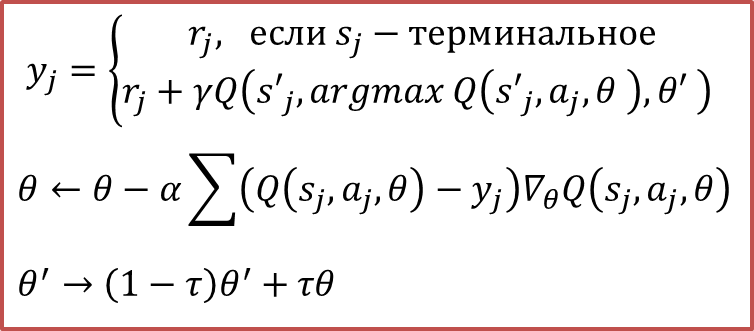 r_j, если s_j − терминальное
y_j = {
r_j + γQ(s'_j, argmax Q(s'_j, a_j, θ ), θ′ )
θ ← θ − α ∑(Q(s_j, a_j, θ) − y_j)∇_θQ(s_j, a_j, θ)
θ′ → (1 − τ)θ′ + τθ